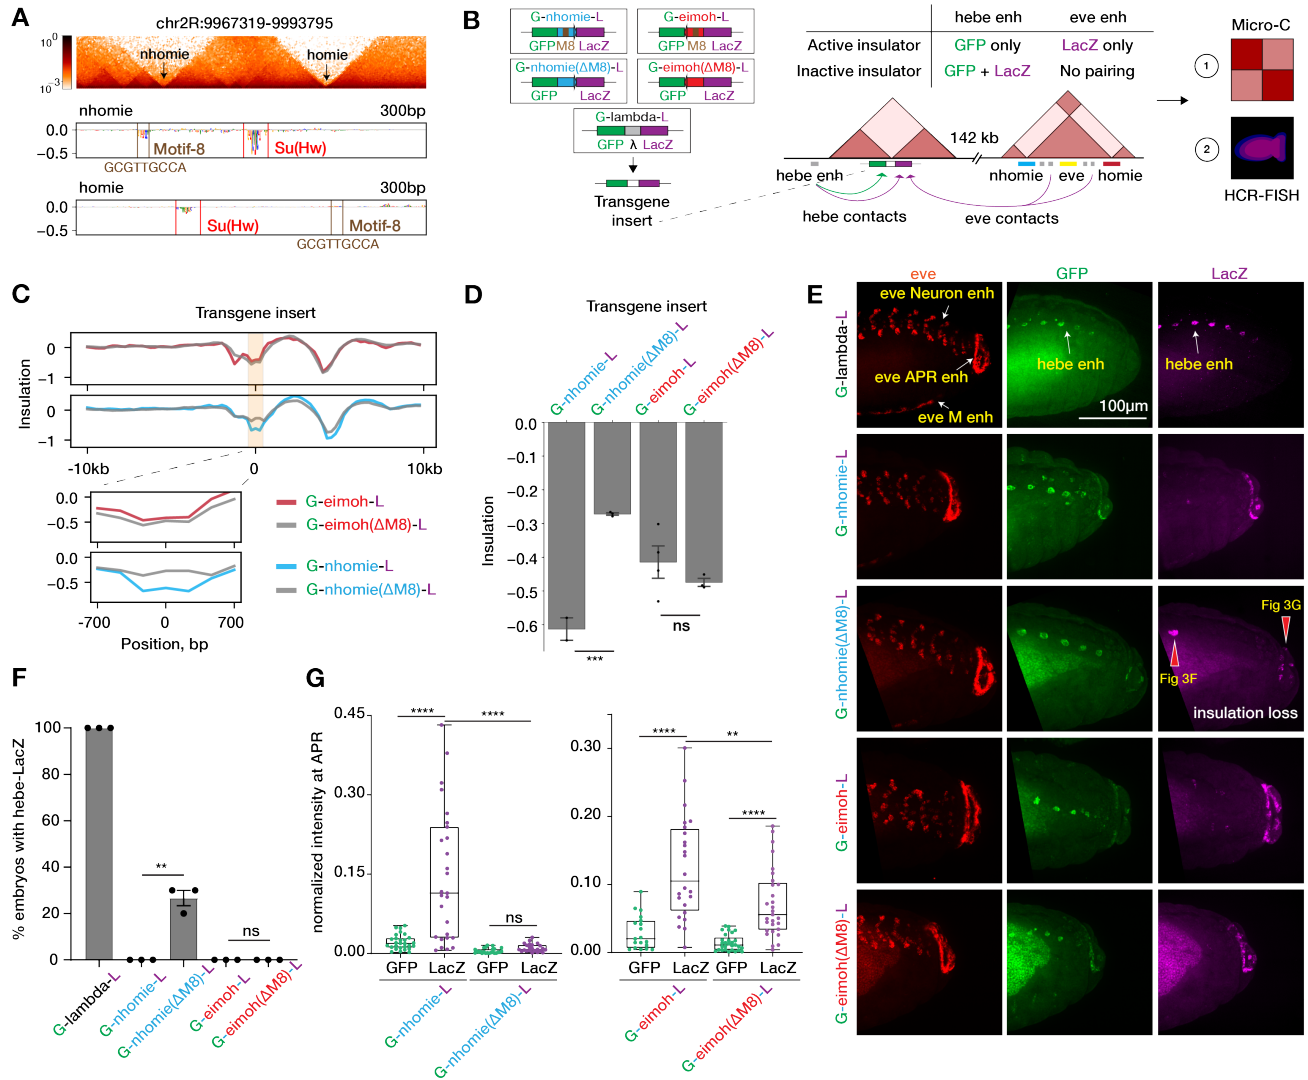 A
chr2R:9967319-9993795
10⁰
10⁻³
nhomie
homie
nhomie 300bp
0.0
−0.5
Motif-8
Su(Hw)
GCGTTGCCA
homie 300bp
0.0
−0.5
Su(Hw)
Motif-8
GCGTTGCCA
B
G-nhomie-L
GFP M8 LacZ
G-eimoh-L
GFP M8 LacZ
G-nhomie(ΔM8)-L
GFP LacZ
G-eimoh(ΔM8)-L
GFP LacZ
G-lambda-L
GFP λ LacZ
Transgene
insert
hebe enh eve enh
Active insulator GFP only LacZ only
Inactive insulator GFP + LacZ No pairing
142 kb
hebe enh
nhomie eve homie
hebe contacts
eve contacts
Micro-C
1
2
HCR-FISH
C
Transgene insert
Insulation
0
−1
0
−1
-10kb 0 10kb
0.0
−0.5
0.0
−0.5
-700 0 700
Position, bp
G-eimoh-L
G-eimoh(ΔM8)-L
G-nhomie-L
G-nhomie(ΔM8)-L
D
Transgene insert
G-nhomie-L
G-nhomie(ΔM8)-L
G-eimoh-L
G-eimoh(ΔM8)-L
Insulation
0.0
−0.1
−0.2
−0.3
−0.4
−0.5
−0.6
***
ns
E
eve GFP LacZ
G-lambda-L
eve Neuron enh
eve APR enh
eve M enh
hebe enh
100μm
hebe enh
G-nhomie-L
G-nhomie(ΔM8)-L
Fig 3G
Fig 3F
insulation loss
G-eimoh-L
G-eimoh(ΔM8)-L
F
% embryos with hebe-LacZ
100
80
60
40
20
0
**
ns
G-lambda-L
G-nhomie-L
G-nhomie(ΔM8)-L
G-eimoh-L
G-eimoh(ΔM8)-L
G
normalized intensity at APR
0.45
0.30
0.15
0.00
****
****
ns
GFP LacZ GFP LacZ
G-nhomie-L
G-nhomie(ΔM8)-L
0.30
0.20
0.10
0.00
****
**
****
GFP LacZ GFP LacZ
G-eimoh-L
G-eimoh(ΔM8)-L